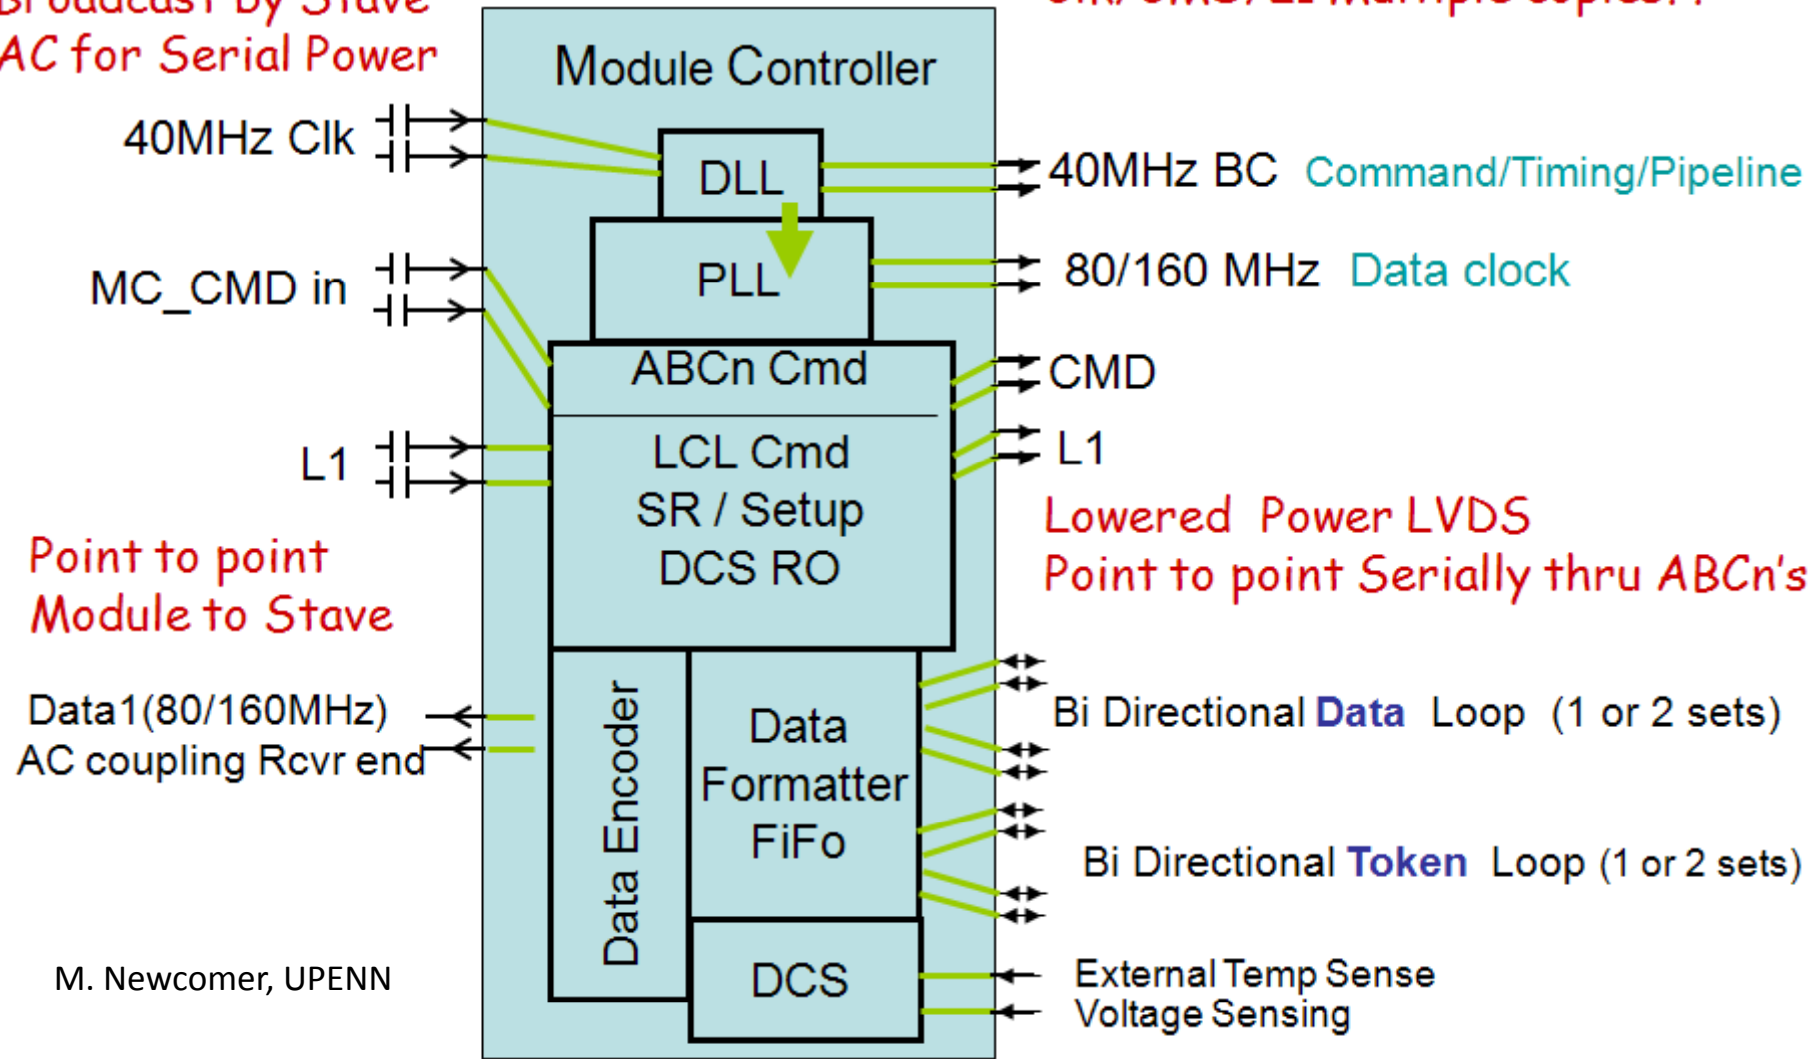 Broadcast by Stave
AC for Serial Power
Module Controller
40MHz Clk
DLL
40MHz BC Command/Timing/Pipeline
MC_CMD in
PLL
80/160 MHz Data clock
ABCn Cmd
CMD
L1
LCL Cmd
SR / Setup
DCS RO
L1
Lowered Power LVDS
Point to point Serially thru ABCn's
Point to point
Module to Stave
Data1(80/160MHz)
AC coupling Rcvr end
Data Encoder
Data
Formatter
FiFo
Bi Directional Data Loop (1 or 2 sets)
Bi Directional Token Loop (1 or 2 sets)
DCS
External Temp Sense
Voltage Sensing
M. Newcomer, UPENN